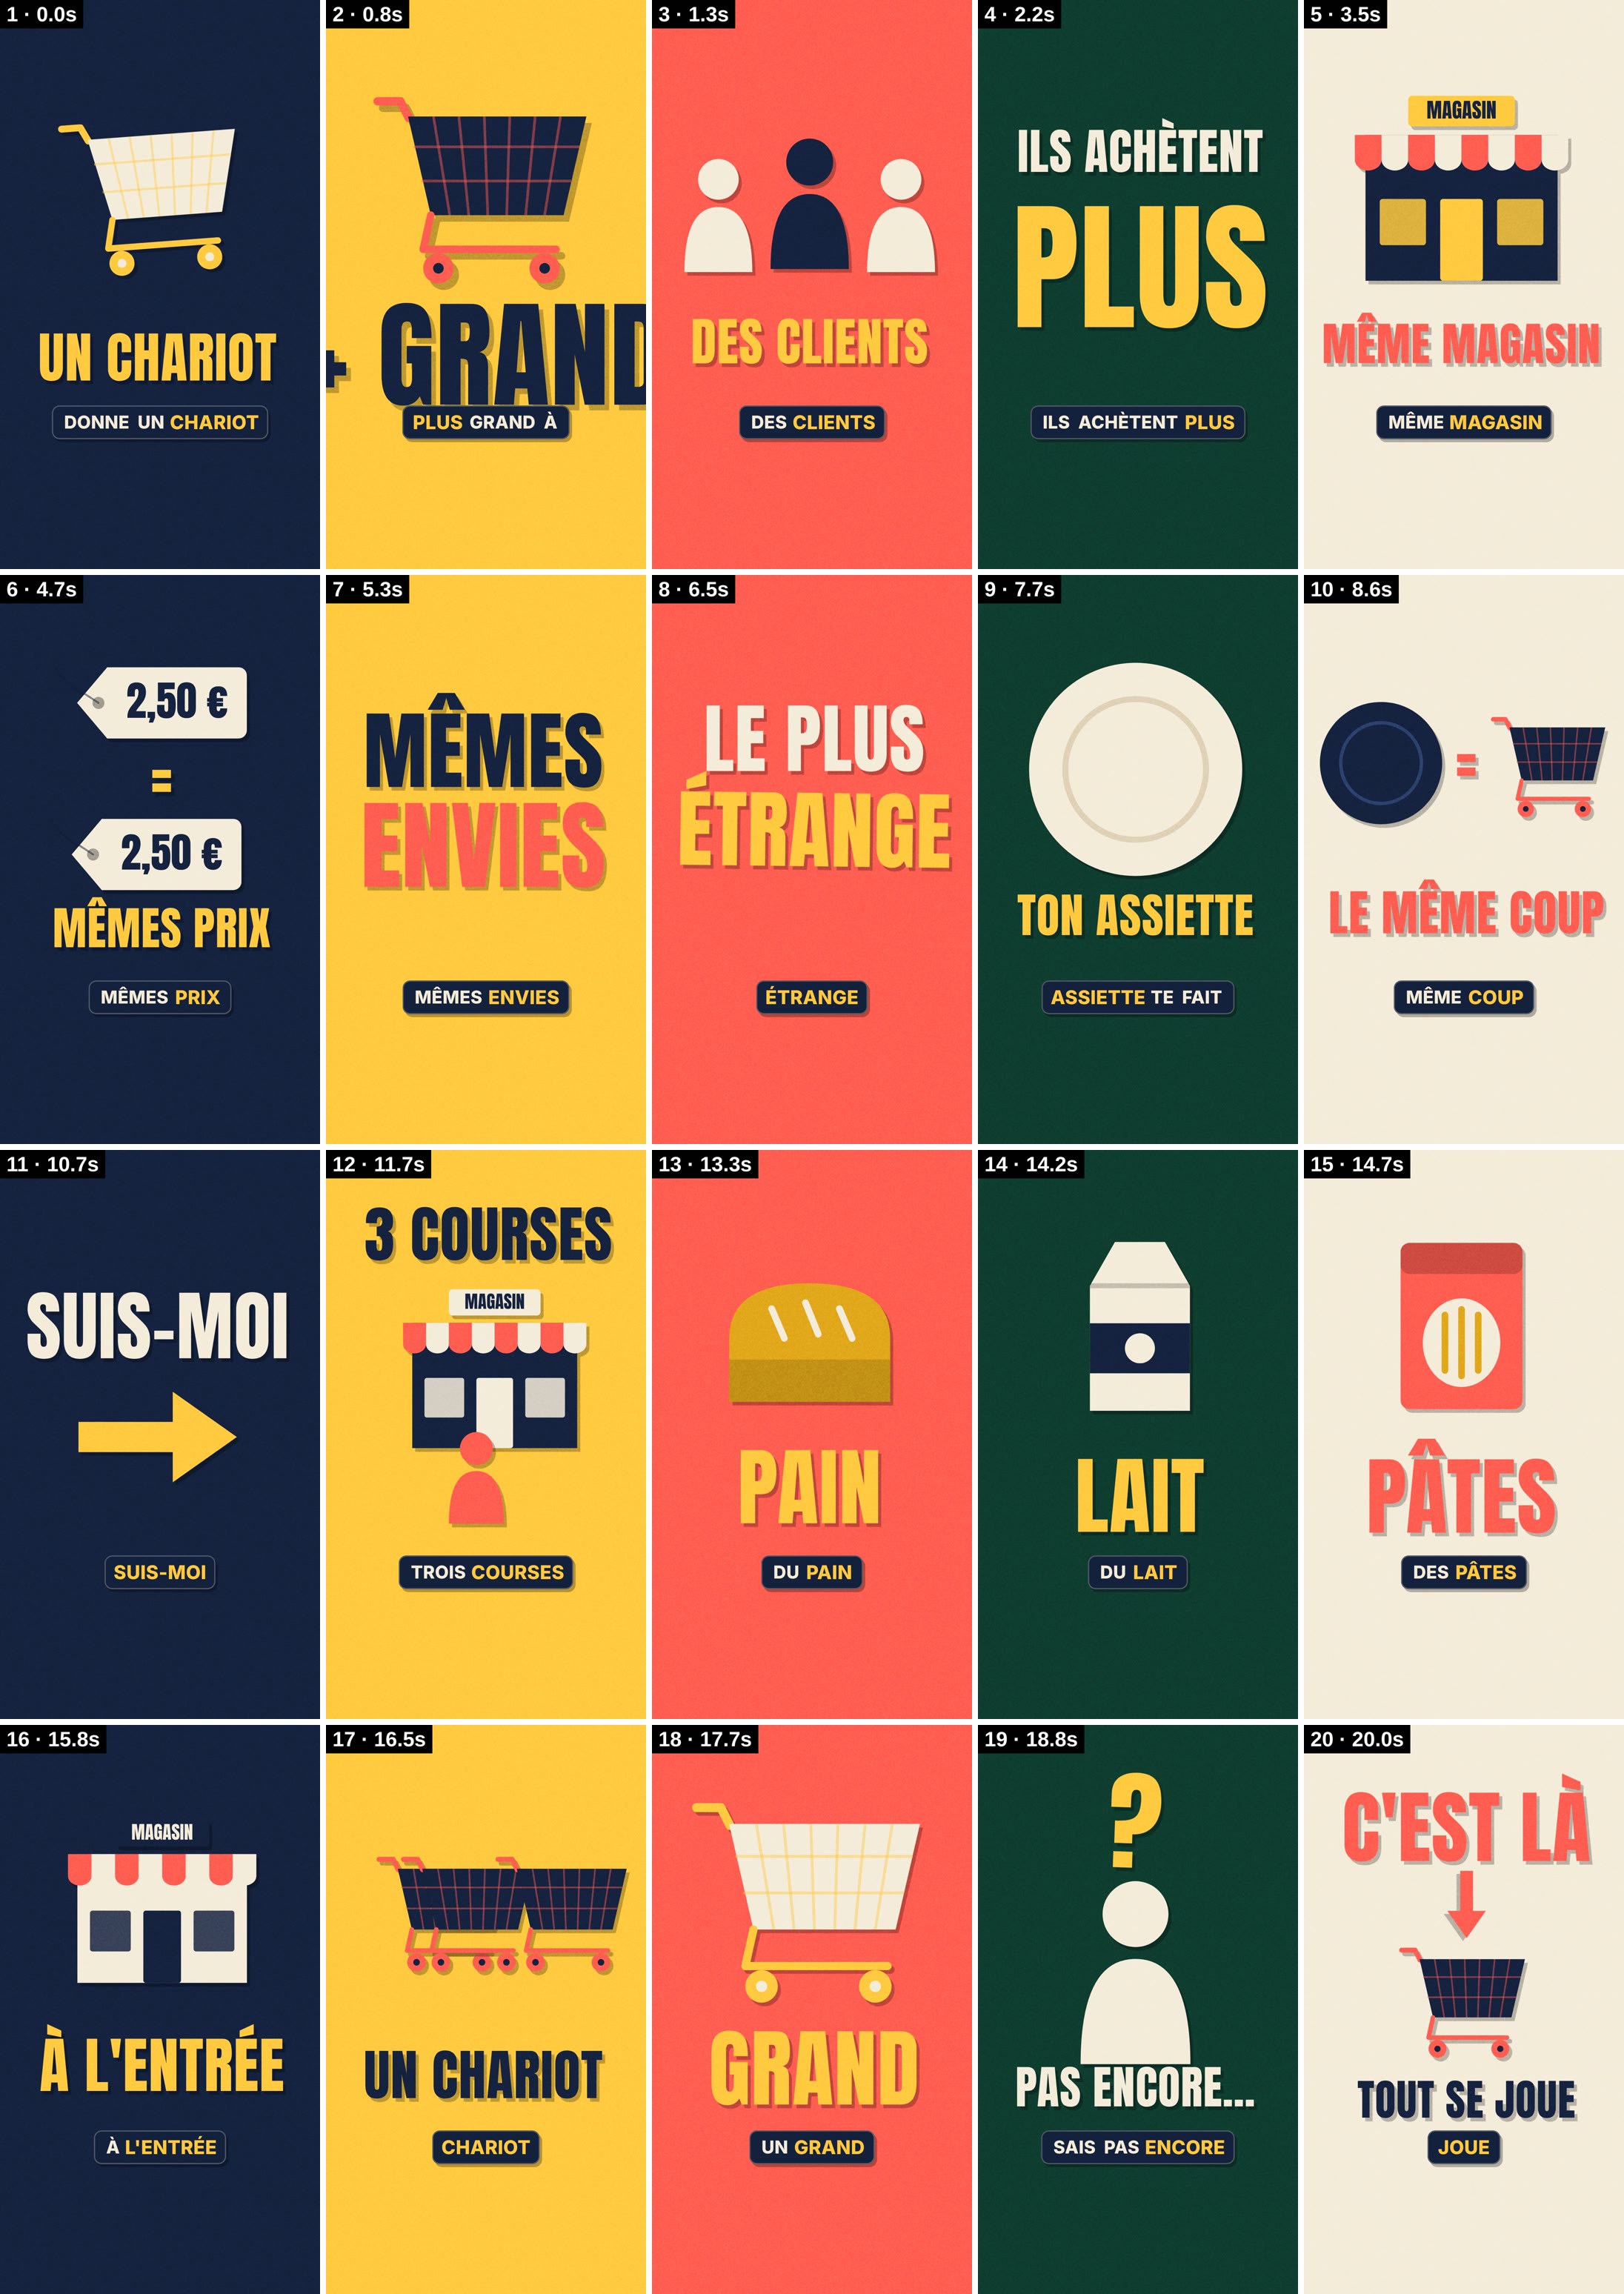 1 · 0.0s
UN CHARIOT
DONNE UN CHARIOT
2 · 0.8s
+ GRAND
PLUS GRAND À
3 · 1.3s
DES CLIENTS
DES CLIENTS
4 · 2.2s
ILS ACHÈTENT
PLUS
ILS ACHÈTENT PLUS
5 · 3.5s
MAGASIN
MÊME MAGASIN
MÊME MAGASIN
6 · 4.7s
2,50 €
=
2,50 €
MÊMES PRIX
MÊMES PRIX
7 · 5.3s
MÊMES
ENVIES
MÊMES ENVIES
8 · 6.5s
LE PLUS
ÉTRANGE
ÉTRANGE
9 · 7.7s
TON ASSIETTE
ASSIETTE TE FAIT
10 · 8.6s
=
LE MÊME COUP
MÊME COUP
11 · 10.7s
SUIS-MOI
SUIS-MOI
12 · 11.7s
3 COURSES
MAGASIN
TROIS COURSES
13 · 13.3s
PAIN
DU PAIN
14 · 14.2s
LAIT
DU LAIT
15 · 14.7s
PÂTES
DES PÂTES
16 · 15.8s
MAGASIN
À L'ENTRÉE
À L'ENTRÉE
17 · 16.5s
UN CHARIOT
CHARIOT
18 · 17.7s
GRAND
UN GRAND
19 · 18.8s
?
PAS ENCORE...
SAIS PAS ENCORE
20 · 20.0s
C'EST LÀ
TOUT SE JOUE
JOUE